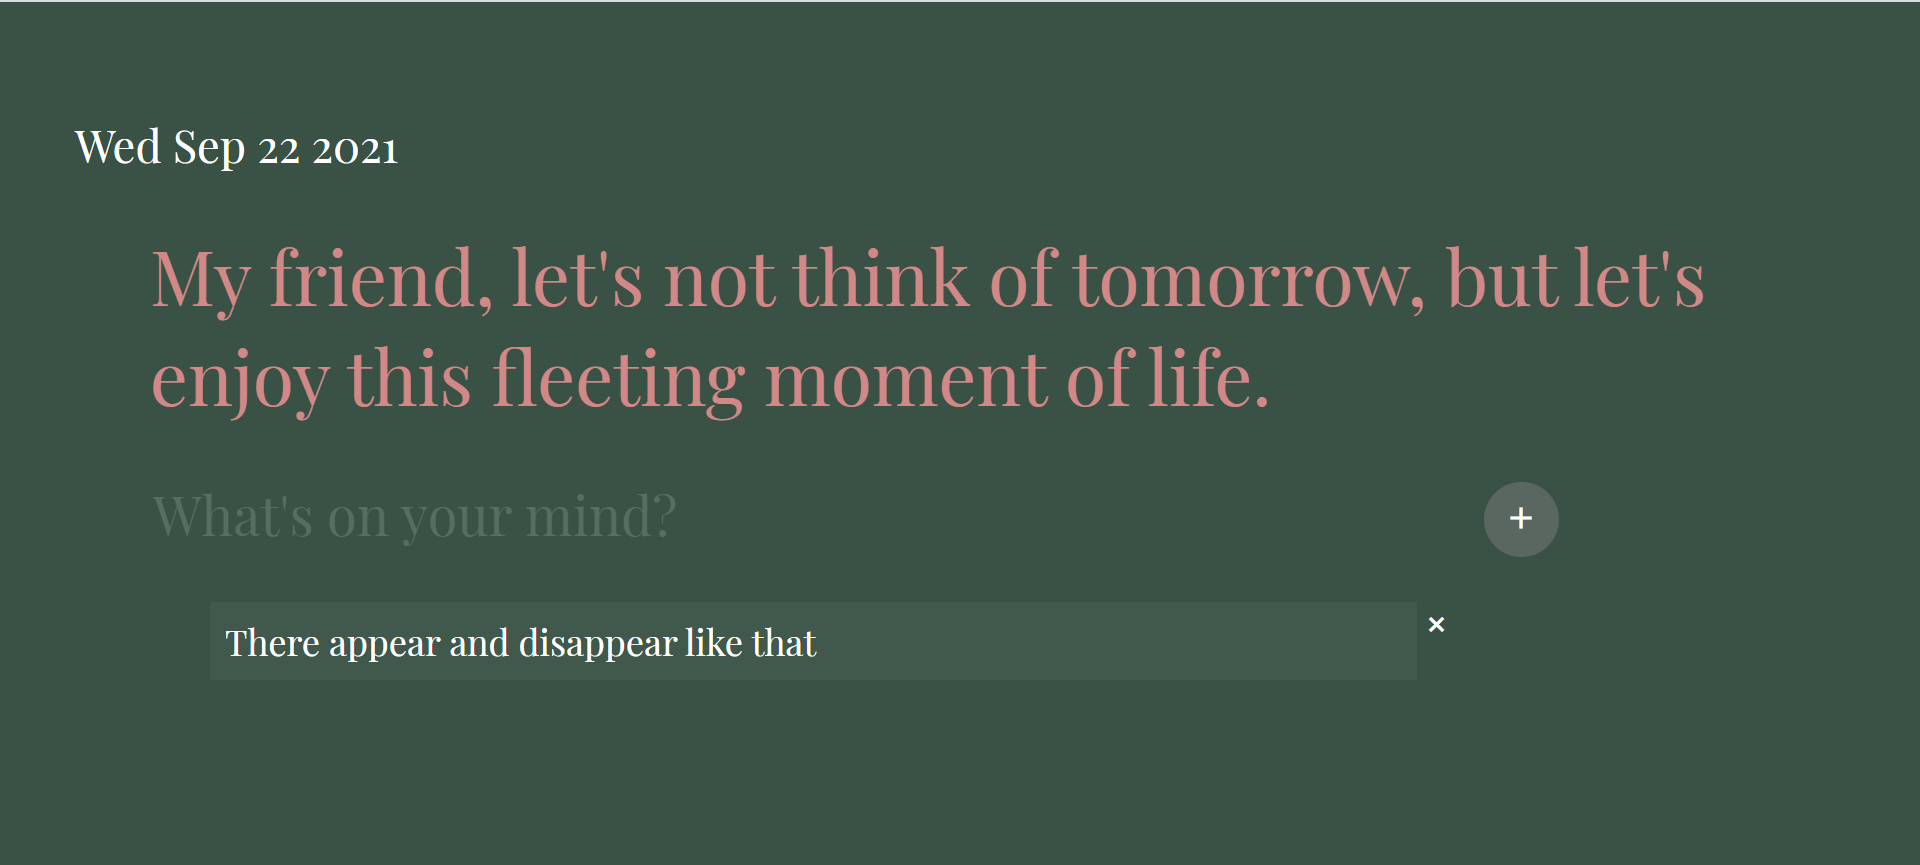 Wed Sep 22 2021
My friend, let's not think of tomorrow, but let's
enjoy this fleeting moment of life.
What's on your mind?
+
There appear and disappear like that
×